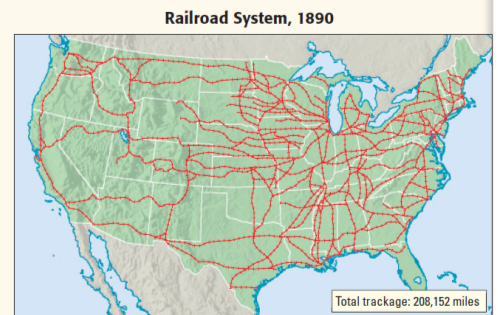 Railroad System, 1890
Total trackage: 208,152 miles